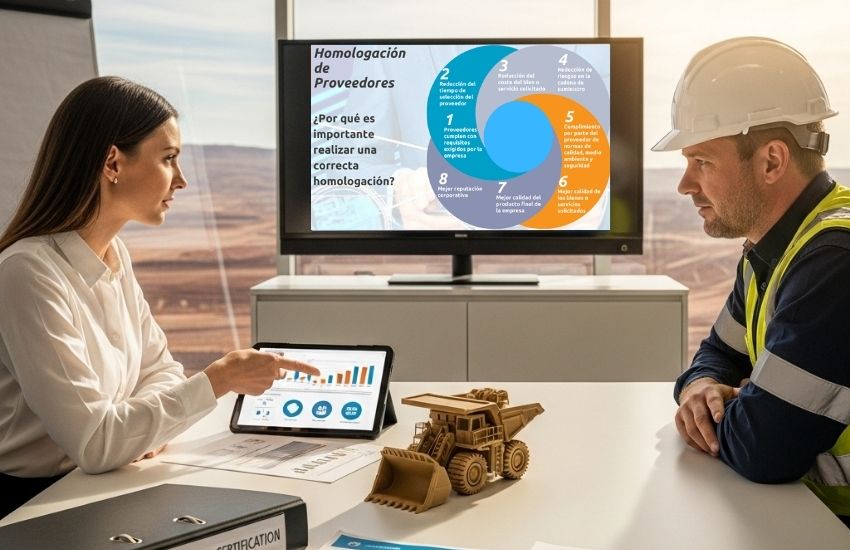 Homologación
de
Proveedores
¿Por qué es
importante
realizar una
correcta
homologación?
1
Proveedores
cumplen con
requisitos
exigidos por la
empresa
2
Reducción del
tiempo de
selección del
proveedor
3
Reducción del
coste del bien o
servicio solicitado
4
Reducción de
riesgos en la
cadena de
suministro
5
Cumplimiento
por parte del
proveedor de
normas de
calidad, medio
ambiente y
seguridad
6
Mejor calidad de
los bienes o
servicios
solicitados
7
Mejor calidad del
producto final de
la empresa
8
Mejor reputación
corporativa
CERTIFICATION